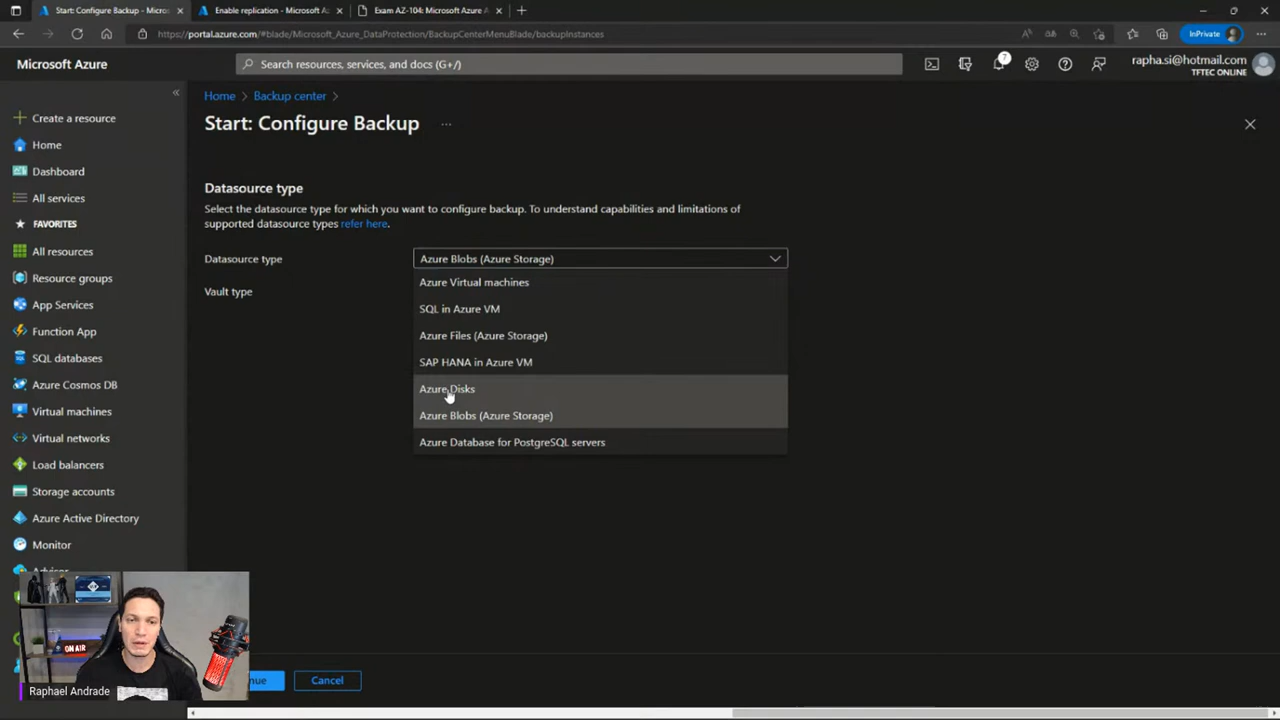 Start: Configure Backup - Micros
Enable replication - Microsoft A
Exam AZ-104: Microsoft Azure A
https://portal.azure.com/#blade/Microsoft_Azure_DataProtection/BackupCenterMenuBlade/backupInstances
InPrivate
Microsoft Azure
Search resources, services, and docs (G+/)
7
rapha.si@hotmail.com
TFTEC ONLINE
Home > Backup center >
Start: Configure Backup ...
Create a resource
Home
Dashboard
All services
FAVORITES
All resources
Resource groups
App Services
Function App
SQL databases
Azure Cosmos DB
Virtual machines
Virtual networks
Load balancers
Storage accounts
Azure Active Directory
Monitor
Datasource type
Select the datasource type for which you want to configure backup. To understand capabilities and limitations of
supported datasource types refer here.
Datasource type
Azure Blobs (Azure Storage)
Vault type
Azure Virtual machines
SQL in Azure VM
Azure Files (Azure Storage)
SAP HANA in Azure VM
Azure Disks
Azure Blobs (Azure Storage)
Azure Database for PostgreSQL servers
nue
Cancel
ON AIR
Raphael Andrade